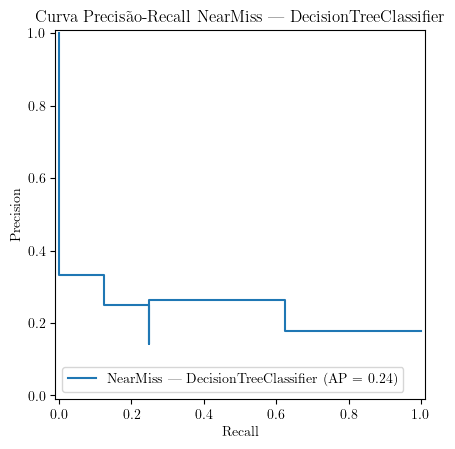 Curva Precisão-Recall NearMiss — DecisionTreeClassifier
1.0
0.8
0.6
0.4
0.2
0.0
Precision
NearMiss — DecisionTreeClassifier (AP = 0.24)
0.0 0.2 0.4 0.6 0.8 1.0
Recall